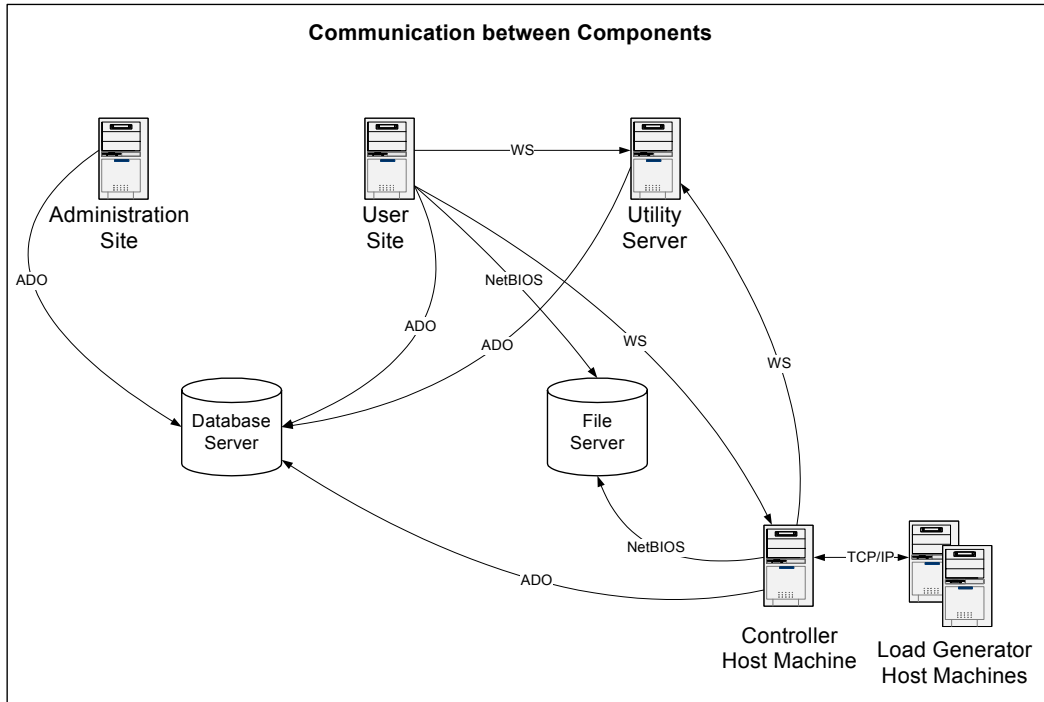 Communication between Components
WS
Administration
Site
User
Site
Utility
Server
ADO
NetBIOS
ADO
ADO
WS
WS
Database
Server
File
Server
NetBIOS
TCP/IP
ADO
Controller
Host Machine
Load Generator
Host Machines